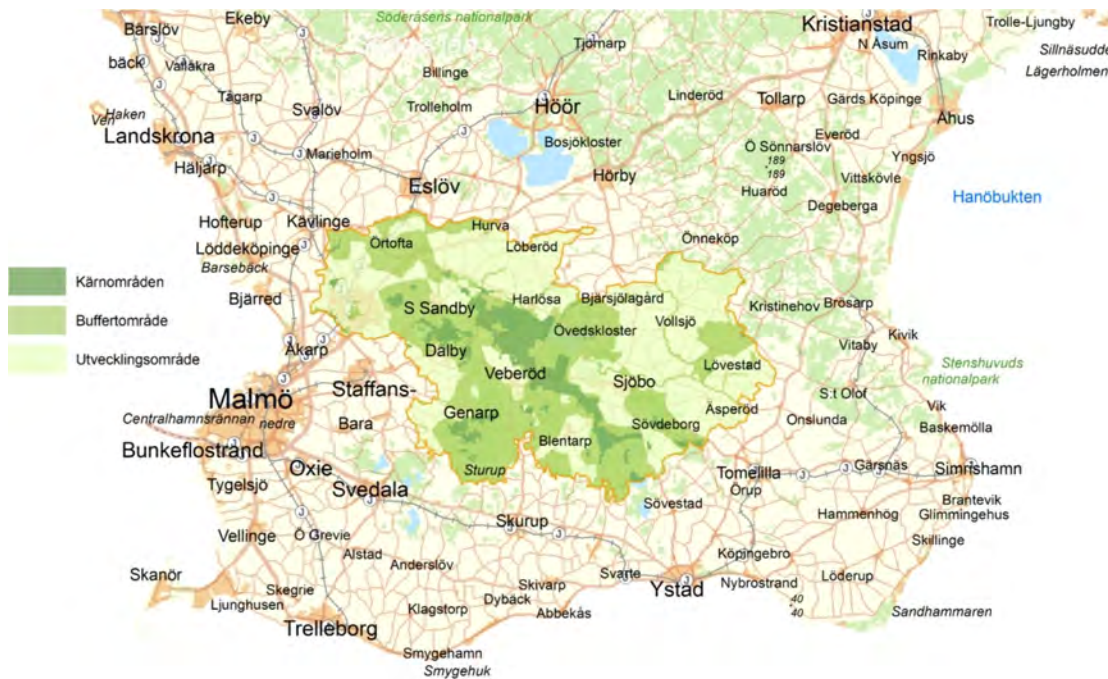 Söderåsens nationalpark
Ekeby
Kristianstad
Trolle-Ljungby
Bårslöv
N Åsum
Rinkaby
Sillnäsudde
Tjörnarp
bäck
Vallåkra
Billinge
Lägerholmen
Tågarp
Svalöv
Trolleholm
Höör
Linderöd
Tollarp
Gärds Köpinge
Haken
Ven
Åhus
Landskrona
Bosjökloster
Everöd
Ö Sönnarslöv
Marieholm
189
189
Yngsjö
Häljarp
Eslöv
Hörby
Huaröd
Vittskövle
Degeberga
Hanöbukten
Hofterup
Kävlinge
Hurva
Örtofta
Löberöd
Önneköp
Löddeköpinge
Barsebäck
Kärnområden
Bjärred
Harlösa
Bjärsjölagård
Kristinehov
Brösarp
S Sandby
Buffertområde
Övedskloster
Vollsjö
Kivik
Vitaby
Utvecklingsområde
Åkarp
Dalby
Lövestad
Stenshuvuds
nationalpark
Veberöd
Sjöbo
Staffans-
Malmö
S:t Olof
Vik
Genarp
Äsperöd
Centralhamnsrännan
nedre
Bara
Sövdeborg
Onslunda
Baskemölla
Blentarp
Bunkeflostrand
Oxie
Sturup
Tomelilla
Gärsnäs
Simrishamn
Tygelsjö
Svedala
Örup
Sövestad
Brantevik
Hammenhög
Glimmingehus
Skurup
Vellinge
Ö Grevie
Skillinge
Alstad
Köpingebro
Anderslöv
Skanör
Svarte
Ystad
Nybrostrand
Löderup
Skegrie
Skivarp
Ljunghusen
Dybäck
40
40
Klagstorp
Abbekås
Sandhammaren
Trelleborg
Smygehamn
Smygehuk